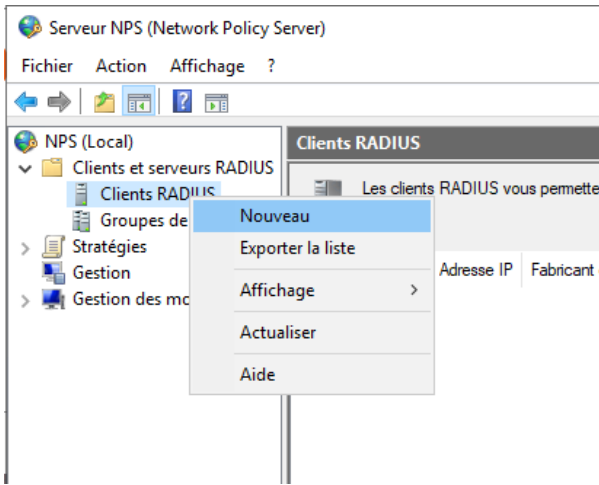 Serveur NPS (Network Policy Server)
Fichier Action Affichage ?
NPS (Local)
Clients et serveurs RADIUS
Clients RADIUS
Groupes de
Stratégies
Gestion
Gestion des
Clients RADIUS
Les clients RADIUS vous
Adresse IP Fabricant
Nouveau
Exporter la liste
Affichage
Actualiser
Aide